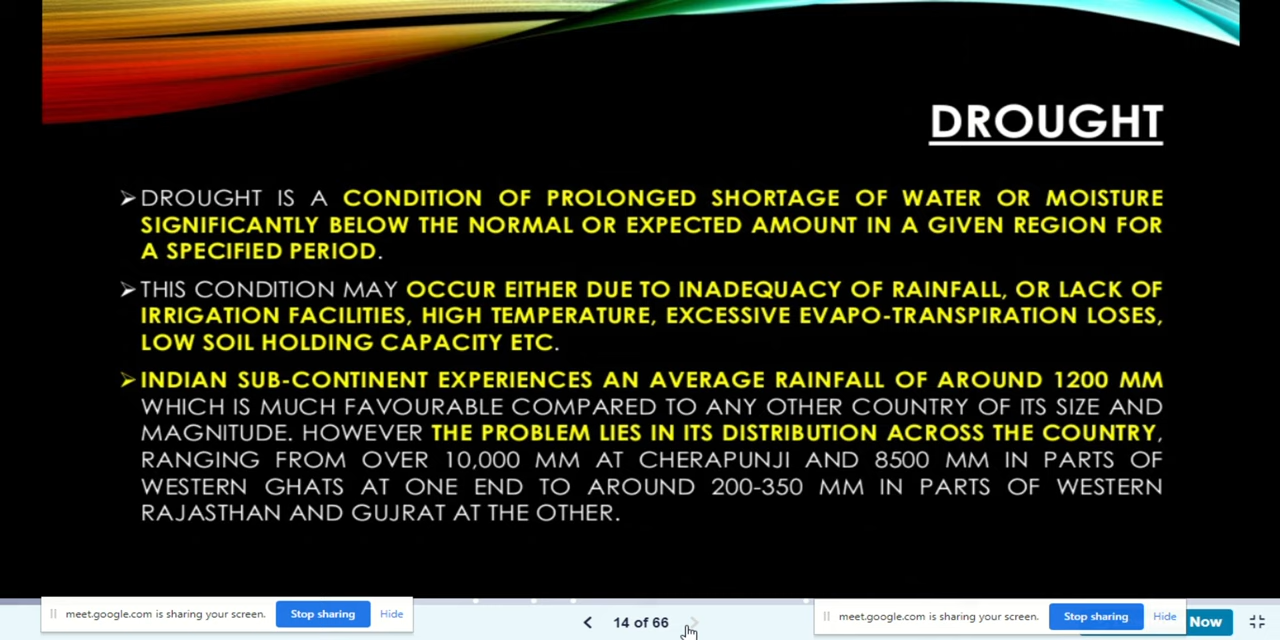 DROUGHT
➢DROUGHT IS A CONDITION OF PROLONGED SHORTAGE OF WATER OR MOISTURE
SIGNIFICANTLY BELOW THE NORMAL OR EXPECTED AMOUNT IN A GIVEN REGION FOR
A SPECIFIED PERIOD.
➢THIS CONDITION MAY OCCUR EITHER DUE TO INADEQUACY OF RAINFALL, OR LACK OF
IRRIGATION FACILITIES, HIGH TEMPERATURE, EXCESSIVE EVAPO-TRANSPIRATION LOSES,
LOW SOIL HOLDING CAPACITY ETC.
➢INDIAN SUB-CONTINENT EXPERIENCES AN AVERAGE RAINFALL OF AROUND 1200 MM
WHICH IS MUCH FAVOURABLE COMPARED TO ANY OTHER COUNTRY OF ITS SIZE AND
MAGNITUDE. HOWEVER THE PROBLEM LIES IN ITS DISTRIBUTION ACROSS THE COUNTRY,
RANGING FROM OVER 10,000 MM AT CHERAPUNJI AND 8500 MM IN PARTS OF
WESTERN GHATS AT ONE END TO AROUND 200-350 MM IN PARTS OF WESTERN
RAJASTHAN AND GUJRAT AT THE OTHER.
meet.google.com is sharing your screen. Stop sharing Hide
14 of 66
meet.google.com is sharing your screen. Stop sharing Hide
Now